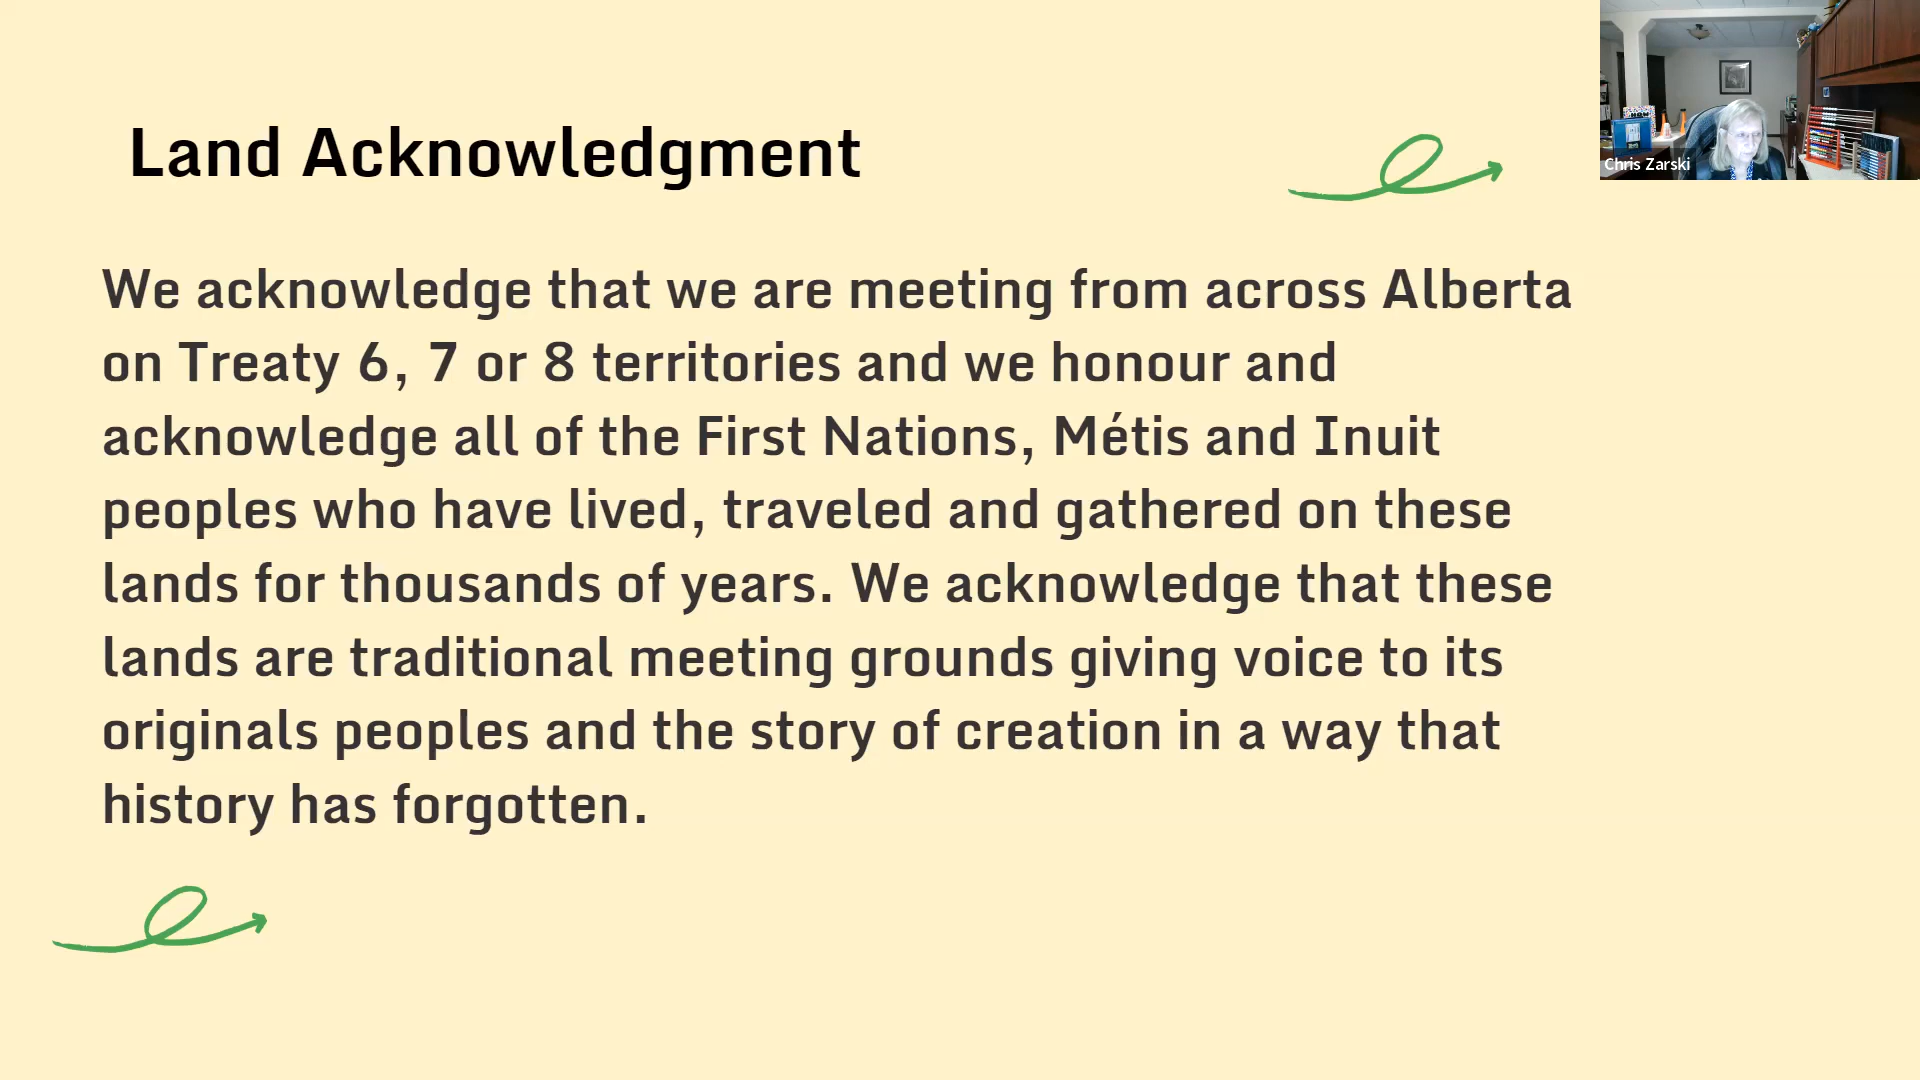 Land Acknowledgment
We acknowledge that we are meeting from across Alberta
on Treaty 6, 7 or 8 territories and we honour and
acknowledge all of the First Nations, Métis and Inuit
peoples who have lived, traveled and gathered on these
lands for thousands of years. We acknowledge that these
lands are traditional meeting grounds giving voice to its
originals peoples and the story of creation in a way that
history has forgotten.
Chris Zarski